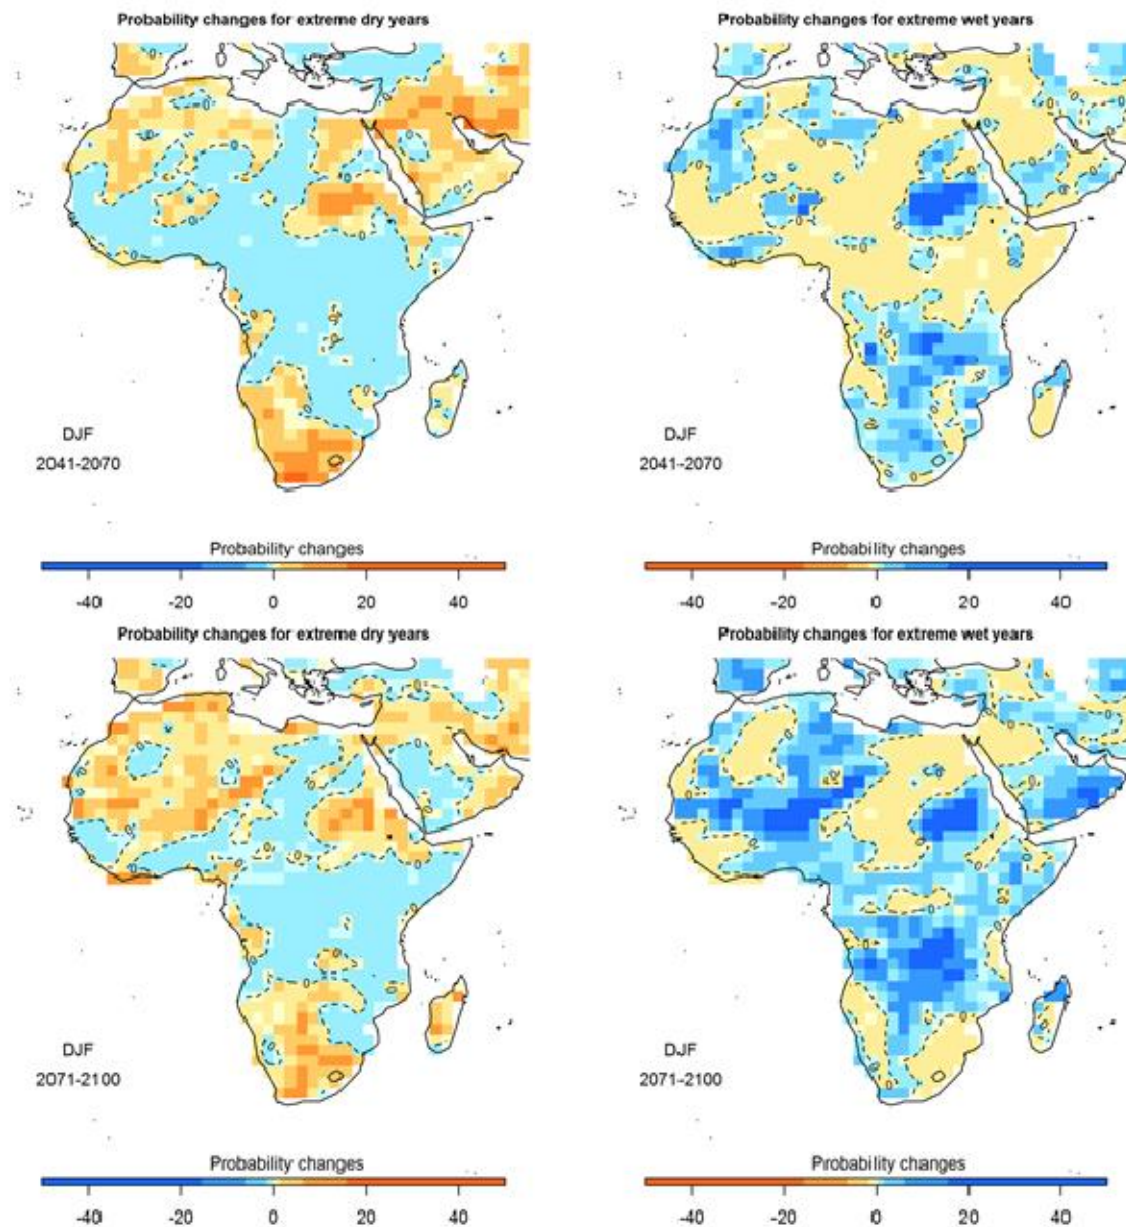 Probability changes for extreme dry years
Probability changes for extreme wet years
DJF
2041-2070
DJF
2041-2070
Probability changes
-40 -20 0 20 40
Probability changes
-40 -20 0 20 40
Probability changes for extreme dry years
Probability changes for extreme wet years
DJF
2071-2100
DJF
2071-2100
Probability changes
-40 -20 0 20 40
Probability changes
-40 -20 0 20 40